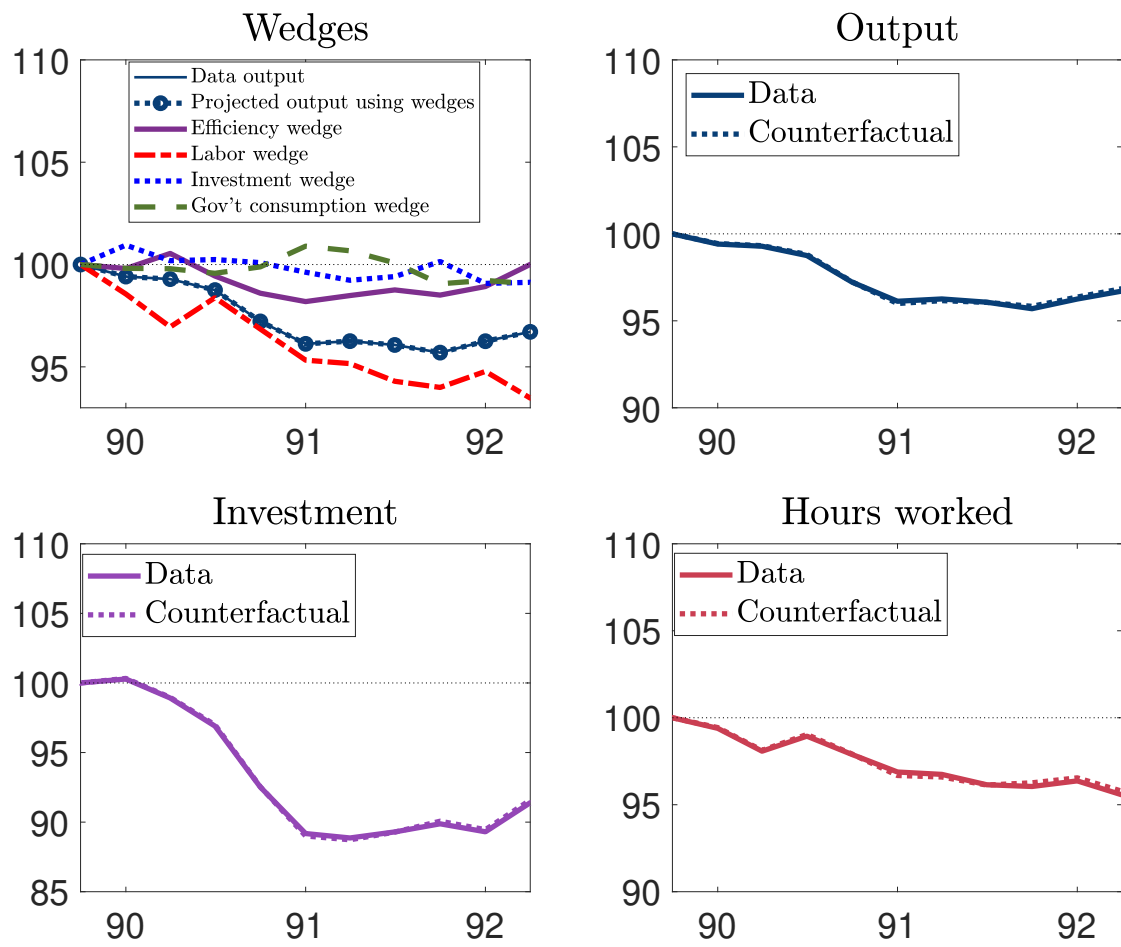 Wedges
110
105
100
95
90
91
92
Data output
Projected output using wedges
Efficiency wedge
Labor wedge
Investment wedge
Gov't consumption wedge
Output
110
105
100
95
90
90
91
92
Data
Counterfactual
Investment
110
105
100
95
90
85
90
91
92
Data
Counterfactual
Hours worked
110
105
100
95
90
90
91
92
Data
Counterfactual